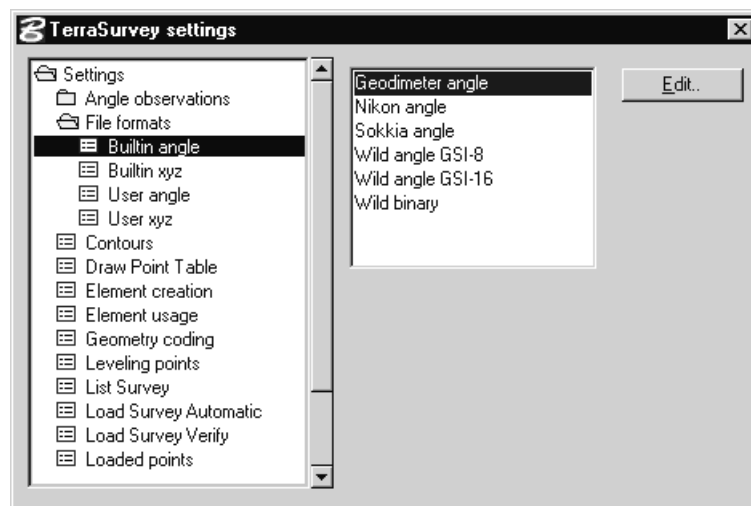 TerraSurvey settings
Settings
Angle observations
File formats
Builtin angle
Builtin xyz
User angle
User xyz
Contours
Draw Point Table
Element creation
Element usage
Geometry coding
Leveling points
List Survey
Load Survey Automatic
Load Survey Verify
Loaded points
Geodimeter angle
Nikon angle
Sokkia angle
Wild angle GSI-8
Wild angle GSI-16
Wild binary
Edit..